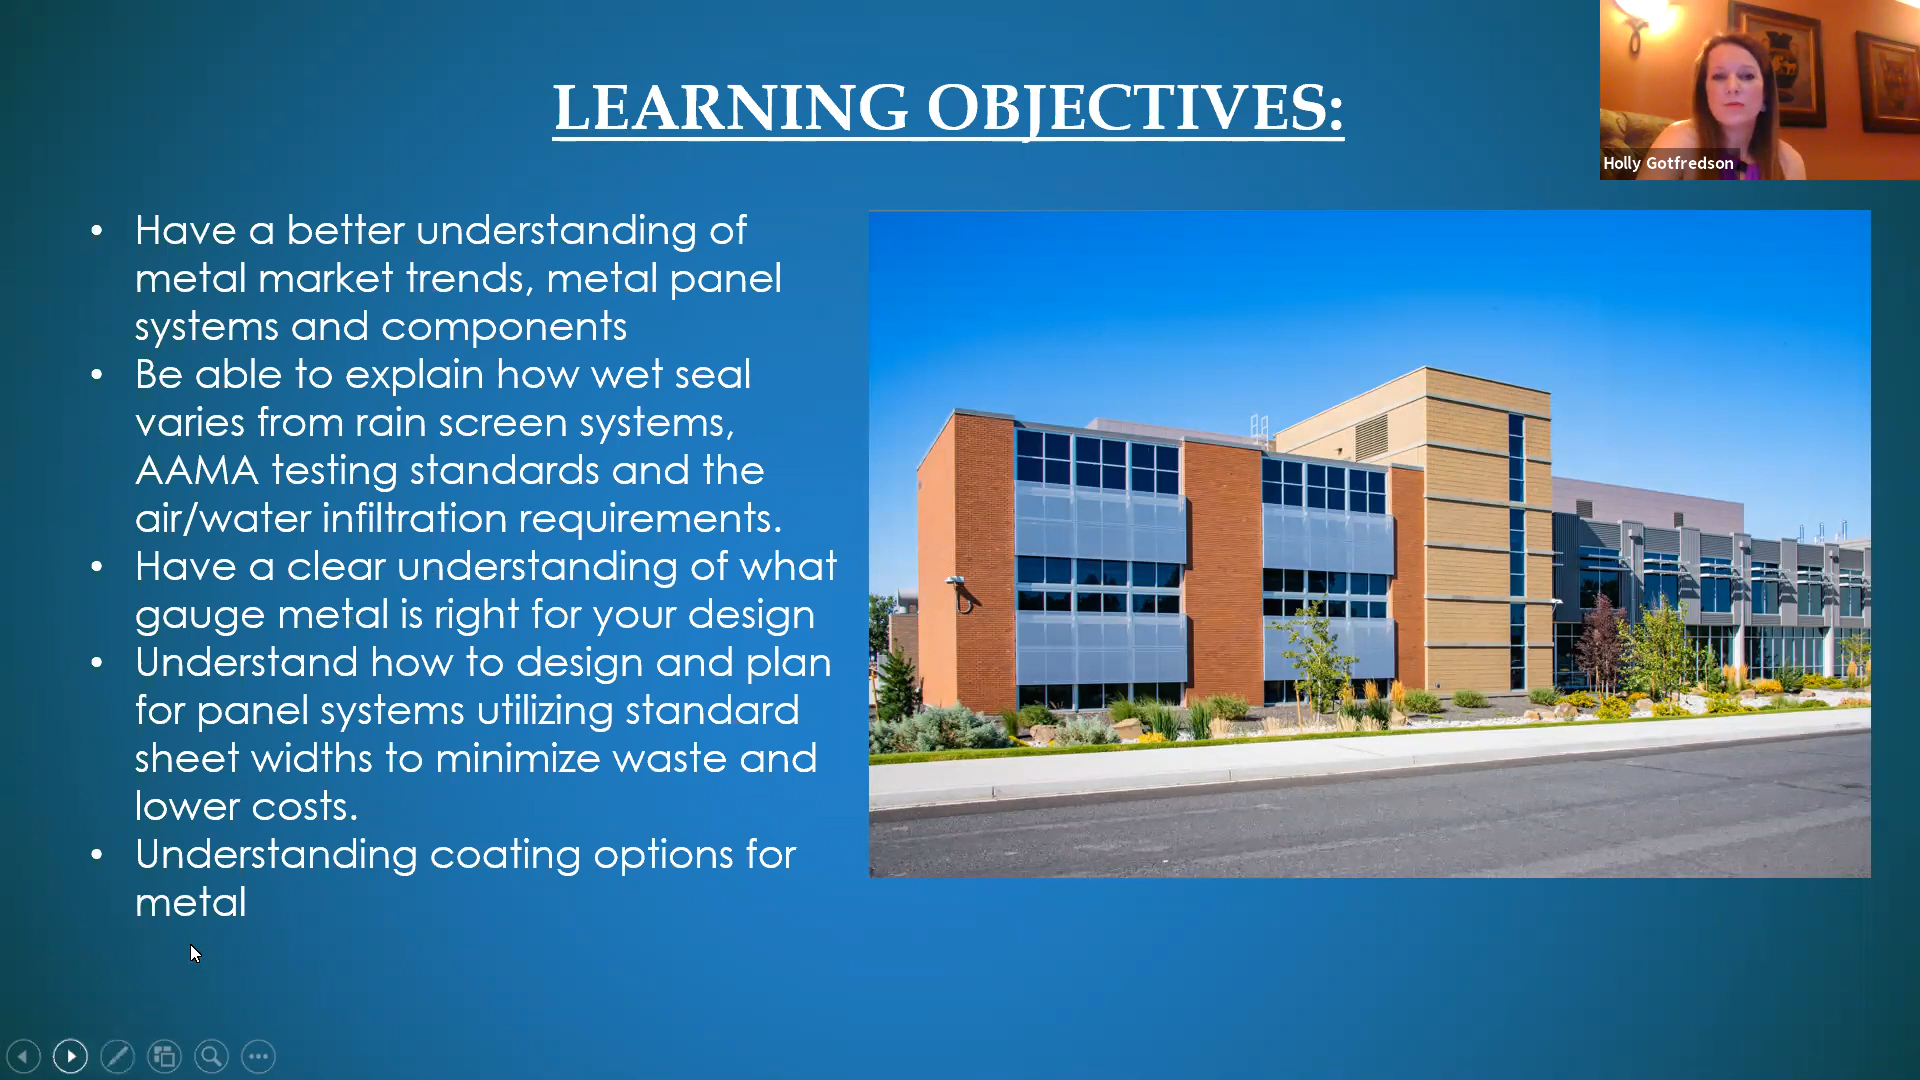 LEARNING OBJECTIVES:
Holly Gotfredson
• Have a better understanding of
metal market trends, metal panel
systems and components
• Be able to explain how wet seal
varies from rain screen systems,
AAMA testing standards and the
air/water infiltration requirements.
• Have a clear understanding of what
gauge metal is right for your design
• Understand how to design and plan
for panel systems utilizing standard
sheet widths to minimize waste and
lower costs.
• Understanding coating options for
metal